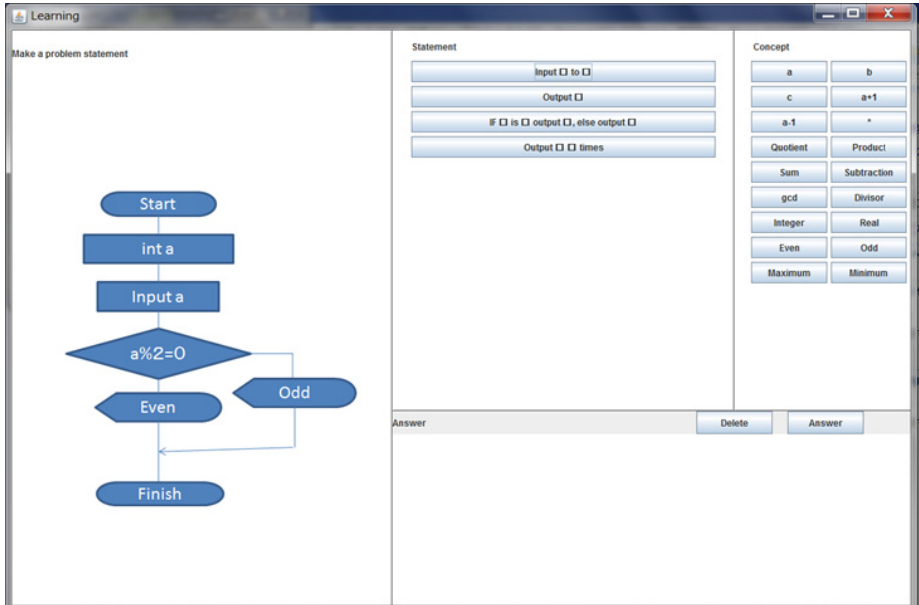 Learning
Make a problem statement
Start
int a
Input a
a%2=0
Even
Odd
Finish
Statement
Input □ to □
Output □
IF □ is □ output □, else output □
Output □ □ times
Concept
a b
c a+1
a-1 *
Quotient Product
Sum Subtraction
gcd Divisor
Integer Real
Even Odd
Maximum Minimum
Answer Delete Answer